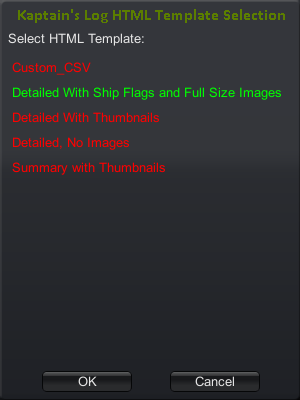 Kaptain's Log HTML Template Selection
Select HTML Template:
Custom_CSV
Detailed With Ship Flags and Full Size Images
Detailed With Thumbnails
Detailed, No Images
Summary with Thumbnails
OK Cancel